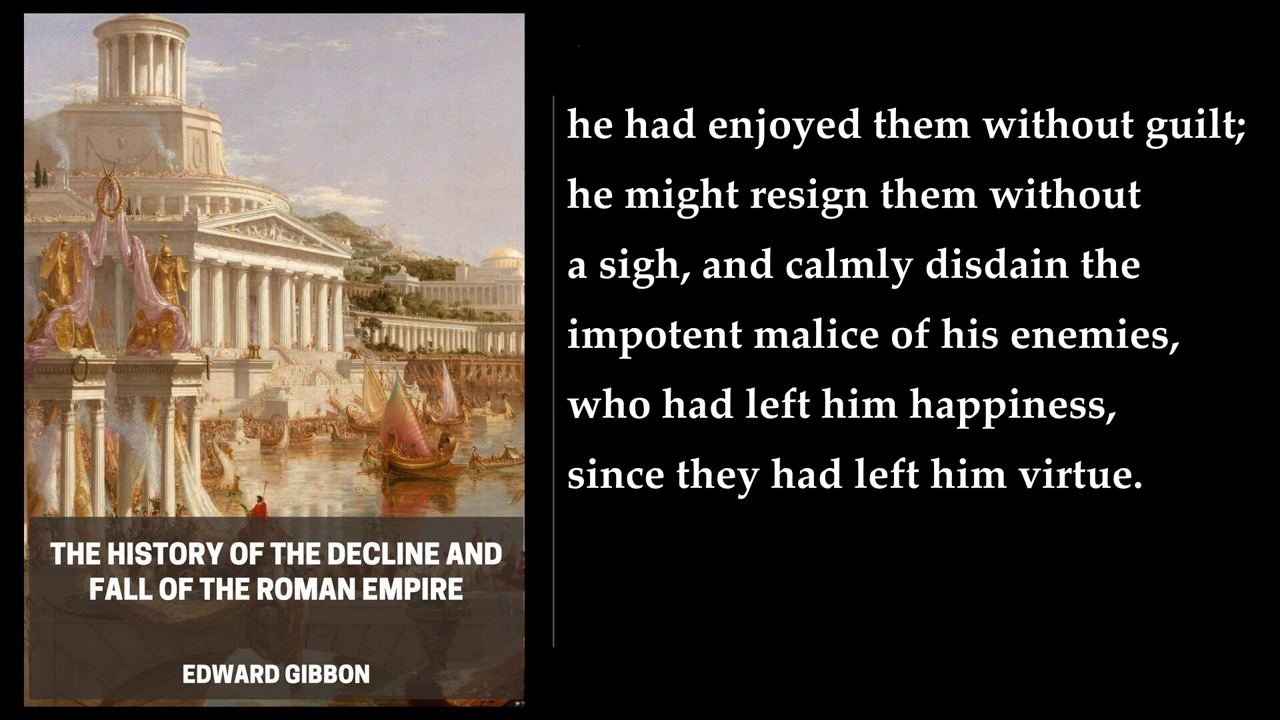 he had enjoyed them without guilt;
he might resign them without
a sigh, and calmly disdain the
impotent malice of his enemies,
who had left him happiness,
since they had left him virtue.
THE HISTORY OF THE DECLINE AND
FALL OF THE ROMAN EMPIRE
EDWARD GIBBON